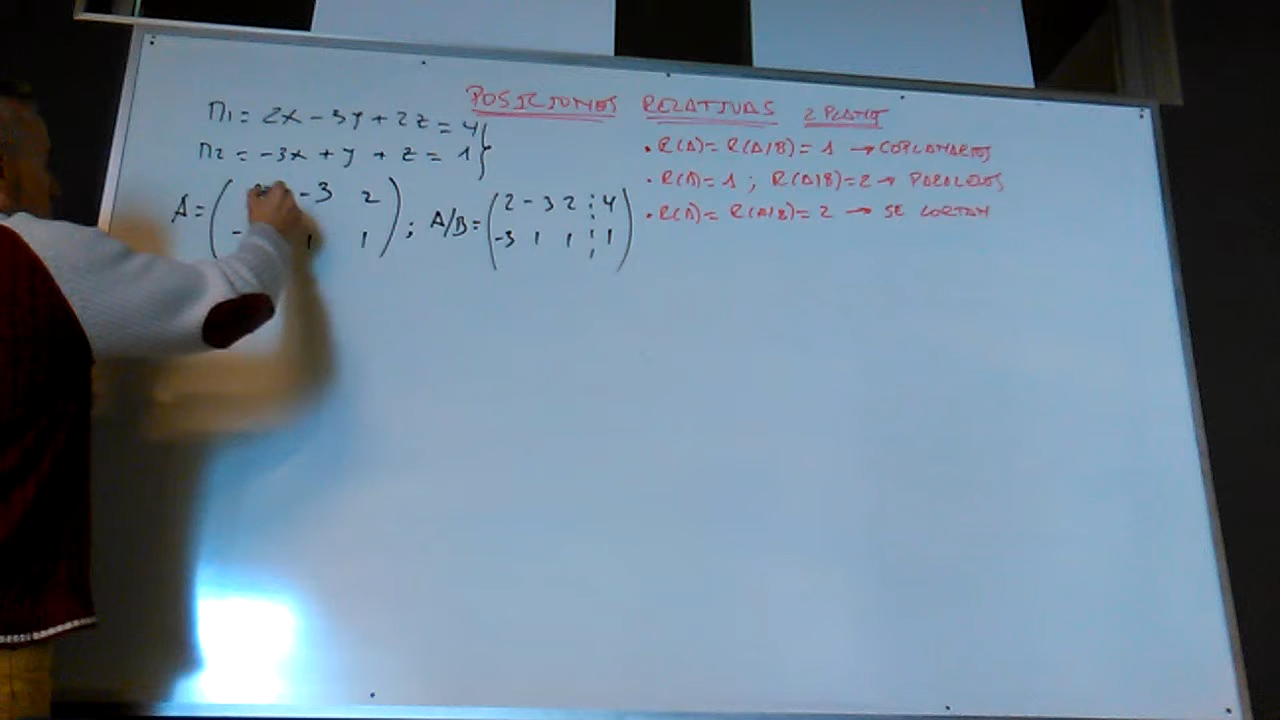 POSICIONES RELATIVAS 2 PLANOS
π1 = 2x - 3y + 2z = 4 }
π2 = -3x + y + z = 1
A = ( 2 -3 2 ) ; A/B = ( 2 -3 2 ⋮ 4 )
( - 1 1 ) ( -3 1 1 ⋮ 1 )
• R(A) = R(A/B) = 1 → COPLANARIOS
• R(A) = 1 ; R(A/B) = 2 → PARALELOS
• R(A) = R(A/B) = 2 → SE CORTAN